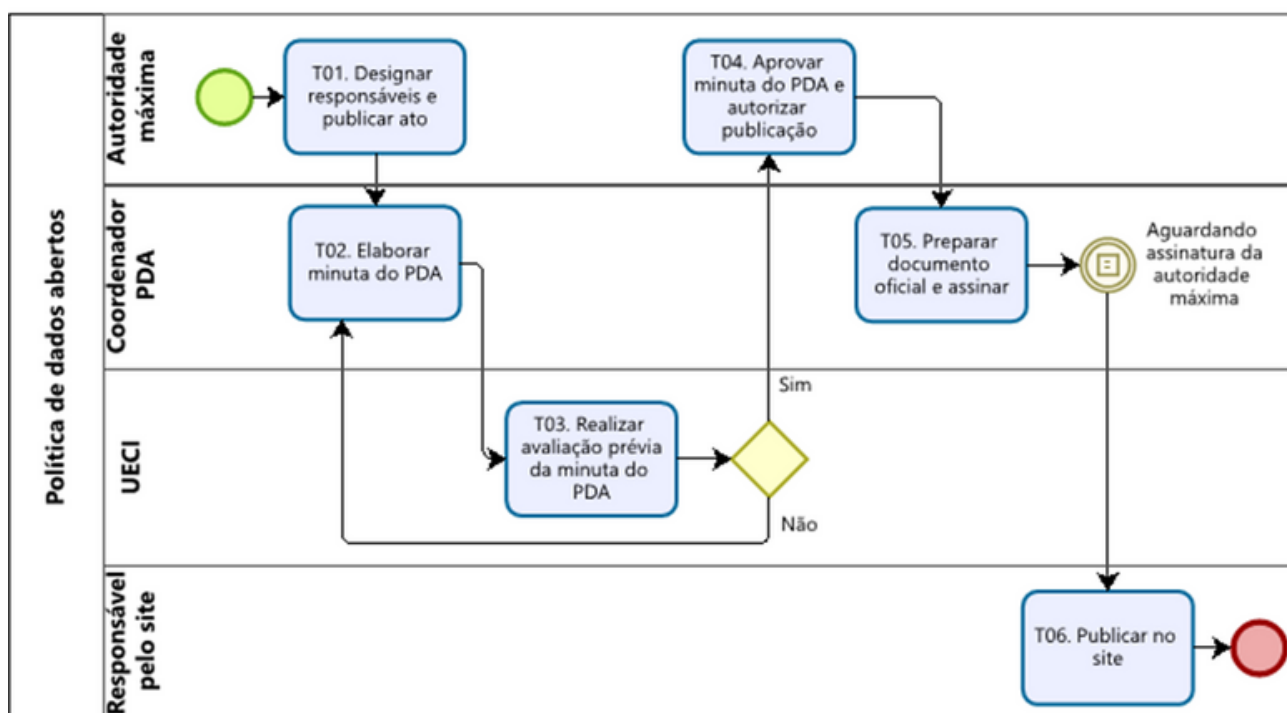 Política de dados abertos
Autoridade
máxima
T01. Designar
responsáveis e
publicar ato
T04. Aprovar
minuta do PDA e
autorizar
publicação
Coordenador
PDA
T02. Elaborar
minuta do PDA
T05. Preparar
documento
oficial e assinar
Aguardando
assinatura da
autoridade
máxima
UECI
T03. Realizar
avaliação prévia
da minuta do
PDA
Sim
Não
Responsável
pelo site
T06. Publicar no
site